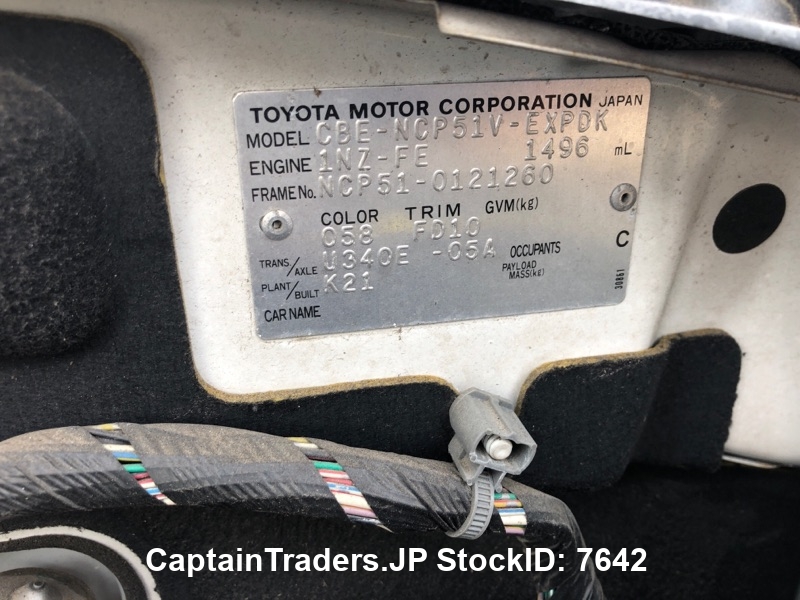 TOYOTA MOTOR CORPORATION JAPAN
MODEL CBE-NCP51V-EXPDK
ENGINE 1NZ-FE 1496 mL
FRAME No. NCP51-0121260
COLOR TRIM GVM(kg)
058 FD10
TRANS/AXLE U340E -05A OCCUPANTS C
PAYLOAD MASS(kg)
PLANT/BUILT K21
30861
CAR NAME
CaptainTraders.JP StockID: 7642